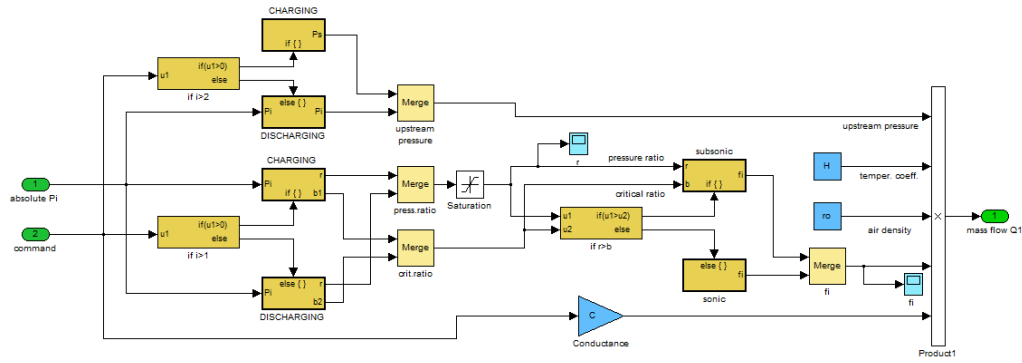 CHARGING
Ps
if { }
u1
if(u1>0)
else
if i>2
Pi
else { }
Pi
DISCHARGING
Merge
upstream
pressure
upstream pressure
1
absolute Pi
2
command
CHARGING
Pi
r
b1
if { }
u1
if(u1>0)
else
if i>1
Pi
else { }
r
b2
DISCHARGING
Merge
press.ratio
Merge
crit.ratio
Saturation
r
pressure ratio
critical ratio
u1
u2
if(u1>u2)
else
if r>b
subsonic
r
b
fi
if { }
else { }
fi
sonic
H
temper. coeff.
ro
air density
Merge
fi
fi
C
Conductance
×
Product1
1
mass flow Q1